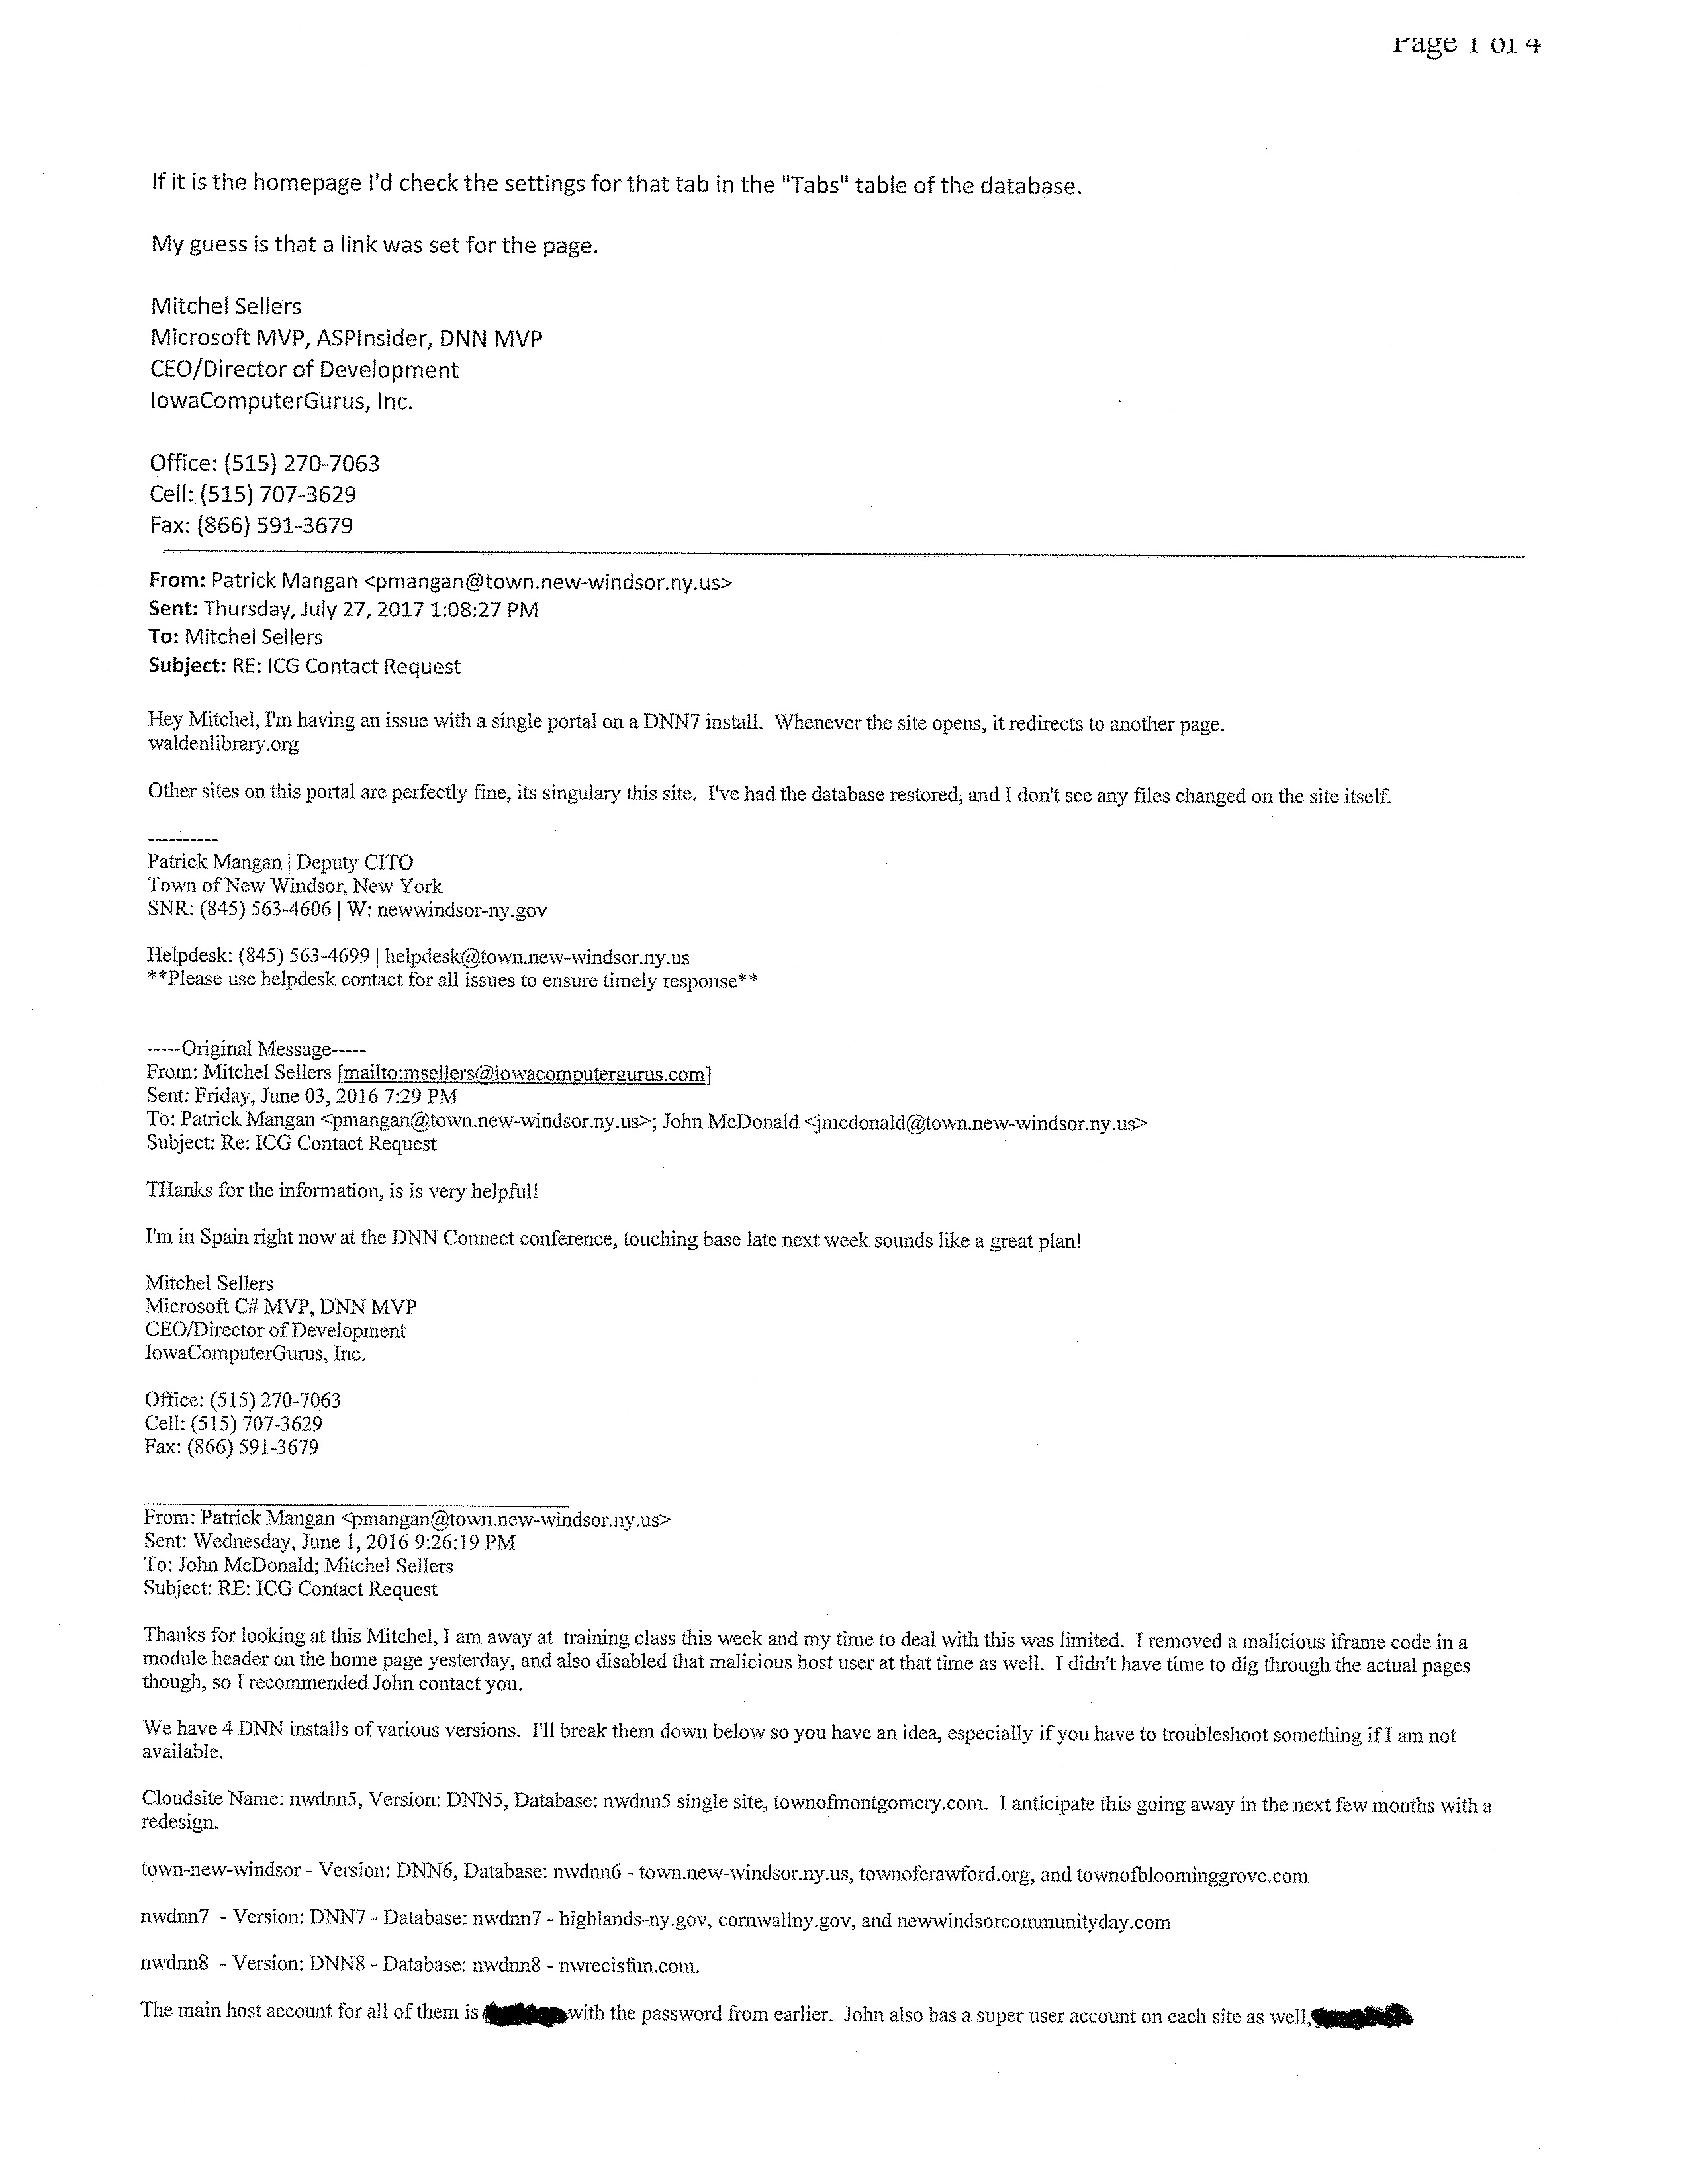 Page 1 of 4
If it is the homepage I'd check the settings for that tab in the "Tabs" table of the database.
My guess is that a link was set for the page.
Mitchel Sellers
Microsoft MVP, ASPInsider, DNN MVP
CEO/Director of Development
IowaComputerGurus, Inc.
Office: (515) 270-7063
Cell: (515) 707-3629
Fax: (866) 591-3679
From: Patrick Mangan <pmangan@town.new-windsor.ny.us>
Sent: Thursday, July 27, 2017 1:08:27 PM
To: Mitchel Sellers
Subject: RE: ICG Contact Request
Hey Mitchel, I'm having an issue with a single portal on a DNN7 install.  Whenever the site opens, it redirects to another page.
waldenlibrary.org
Other sites on this portal are perfectly fine, its singulary this site.  I've had the database restored, and I don't see any files changed on the site itself.
----------
Patrick Mangan | Deputy CITO
Town of New Windsor, New York
SNR: (845) 563-4606 | W: newwindsor-ny.gov
Helpdesk: (845) 563-4699 | helpdesk@town.new-windsor.ny.us
**Please use helpdesk contact for all issues to ensure timely response**
-----Original Message-----
From: Mitchel Sellers [mailto:msellers@iowacomputergurus.com]
Sent: Friday, June 03, 2016 7:29 PM
To: Patrick Mangan <pmangan@town.new-windsor.ny.us>; John McDonald <jmcdonald@town.new-windsor.ny.us>
Subject: Re: ICG Contact Request
THanks for the information, is is very helpful!
I'm in Spain right now at the DNN Connect conference, touching base late next week sounds like a great plan!
Mitchel Sellers
Microsoft C# MVP, DNN MVP
CEO/Director of Development
IowaComputerGurus, Inc.
Office: (515) 270-7063
Cell: (515) 707-3629
Fax: (866) 591-3679
From: Patrick Mangan <pmangan@town.new-windsor.ny.us>
Sent: Wednesday, June 1, 2016 9:26:19 PM
To: John McDonald; Mitchel Sellers
Subject: RE: ICG Contact Request
Thanks for looking at this Mitchel, I am away at  training class this week and my time to deal with this was limited.  I removed a malicious iframe code in a
module header on the home page yesterday, and also disabled that malicious host user at that time as well.  I didn't have time to dig through the actual pages
though, so I recommended John contact you.
We have 4 DNN installs of various versions.  I'll break them down below so you have an idea, especially if you have to troubleshoot something if I am not
available.
Cloudsite Name: nwdnn5, Version: DNN5, Database: nwdnn5 single site, townofmontgomery.com.  I anticipate this going away in the next few months with a
redesign.
town-new-windsor - Version: DNN6, Database: nwdnn6 - town.new-windsor.ny.us, townofcrawford.org, and townofbloominggrove.com
nwdnn7  - Version: DNN7 - Database: nwdnn7 - highlands-ny.gov, cornwallny.gov, and newwindsorcommunityday.com
nwdnn8  - Version: DNN8 - Database: nwdnn8 - nwrecisfun.com.
The main host account for all of them is with the password from earlier.  John also has a super user account on each site as well,